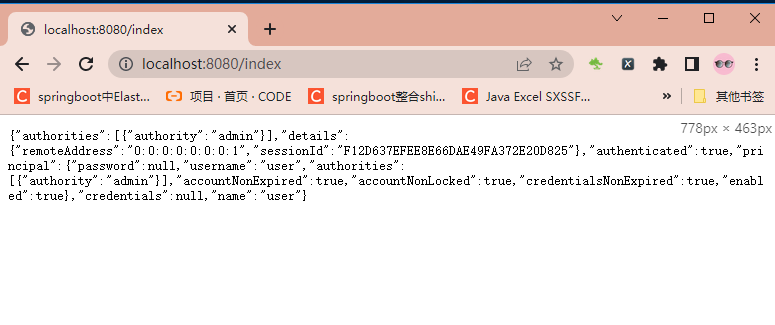 localhost:8080/index
localhost:8080/index
springboot中Elast... 项目 · 首页 · CODE springboot整合shi... Java Excel SXSSF... » 其他书签
778px × 463px
{"authorities":[{"authority":"admin"}],"details":
{"remoteAddress":"0:0:0:0:0:0:0:1","sessionId":"F12D637EFEE8E66DAE49FA372E20D825"},"authenticated":true,"prin
cipal":{"password":null,"username":"user","authorities":
[{"authority":"admin"}],"accountNonExpired":true,"accountNonLocked":true,"credentialsNonExpired":true,"enabl
ed":true},"credentials":null,"name":"user"}